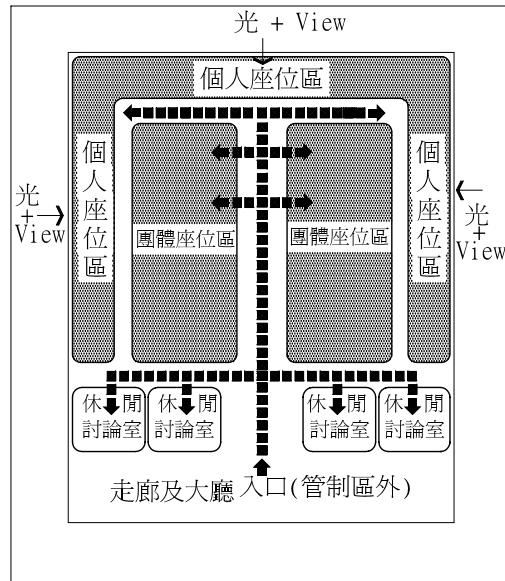 光 + View
個人座位區
個人座位區
個人座位區
光
+
View
光
+
View
團體座位區
團體座位區
休 閒
討論室
休 閒
討論室
休 閒
討論室
休 閒
討論室
走廊及大廳 入口(管制區外)